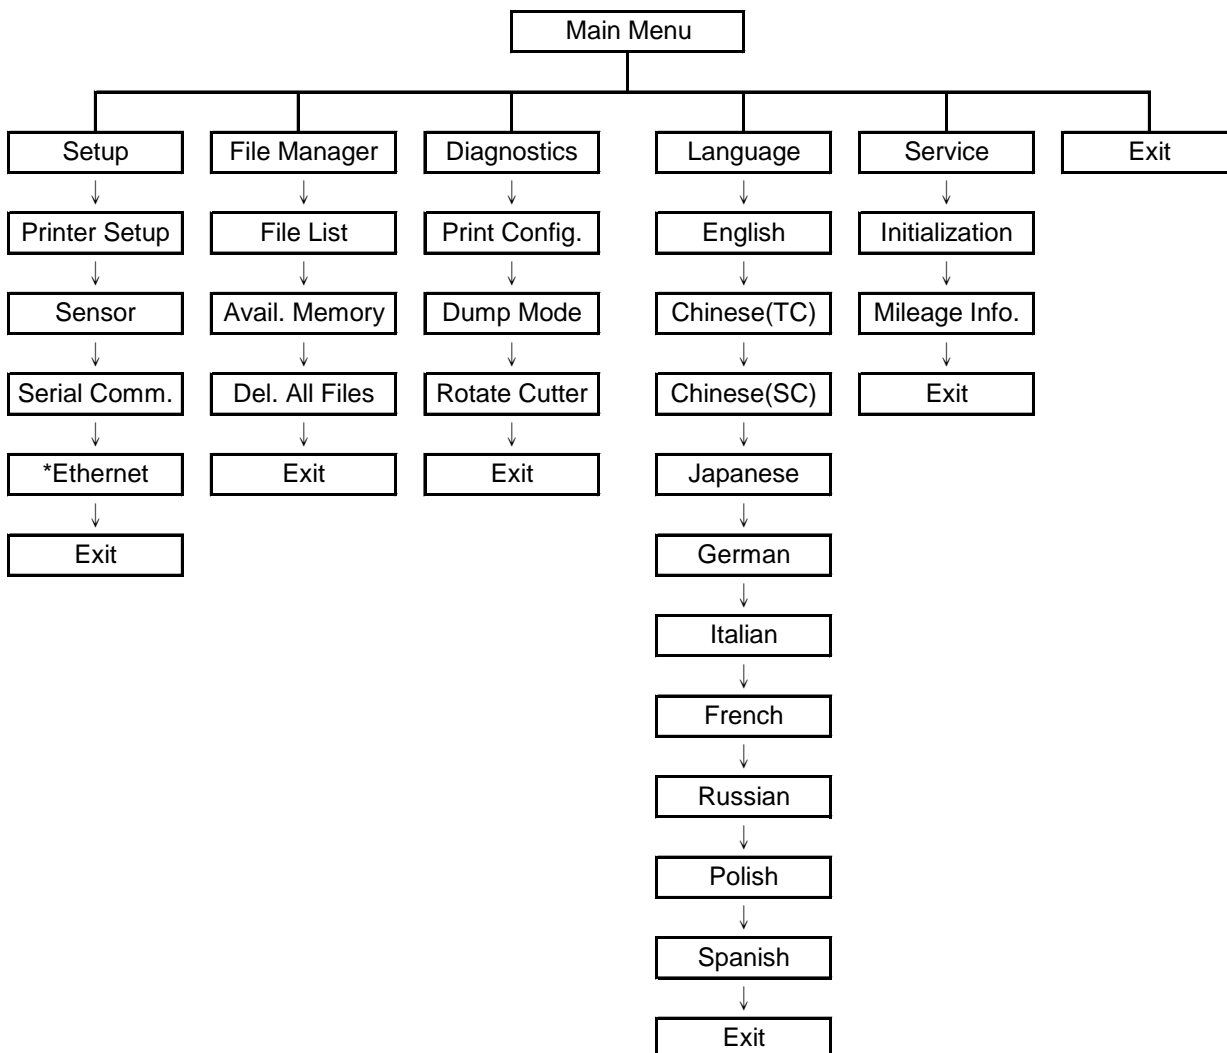 Main Menu
Setup
File Manager
Diagnostics
Language
Service
Exit
Printer Setup
File List
Print Config.
English
Initialization
Sensor
Avail. Memory
Dump Mode
Chinese(TC)
Mileage Info.
Serial Comm.
Del. All Files
Rotate Cutter
Chinese(SC)
Exit
*Ethernet
Exit
Exit
Japanese
Exit
German
Italian
French
Russian
Polish
Spanish
Exit